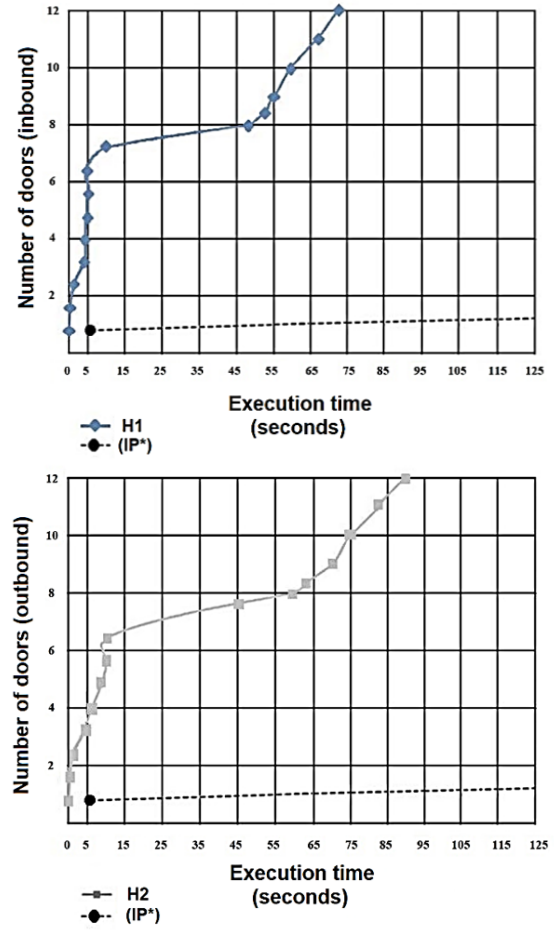 12
10
8
6
4
2
Number of doors (inbound)
0 5 15 25 35 45 55 65 75 85 95 105 115 125
Execution time
(seconds)
H1
(IP*)
12
10
8
6
4
2
Number of doors (outbound)
0 5 15 25 35 45 55 65 75 85 95 105 115 125
Execution time
(seconds)
H2
(IP*)